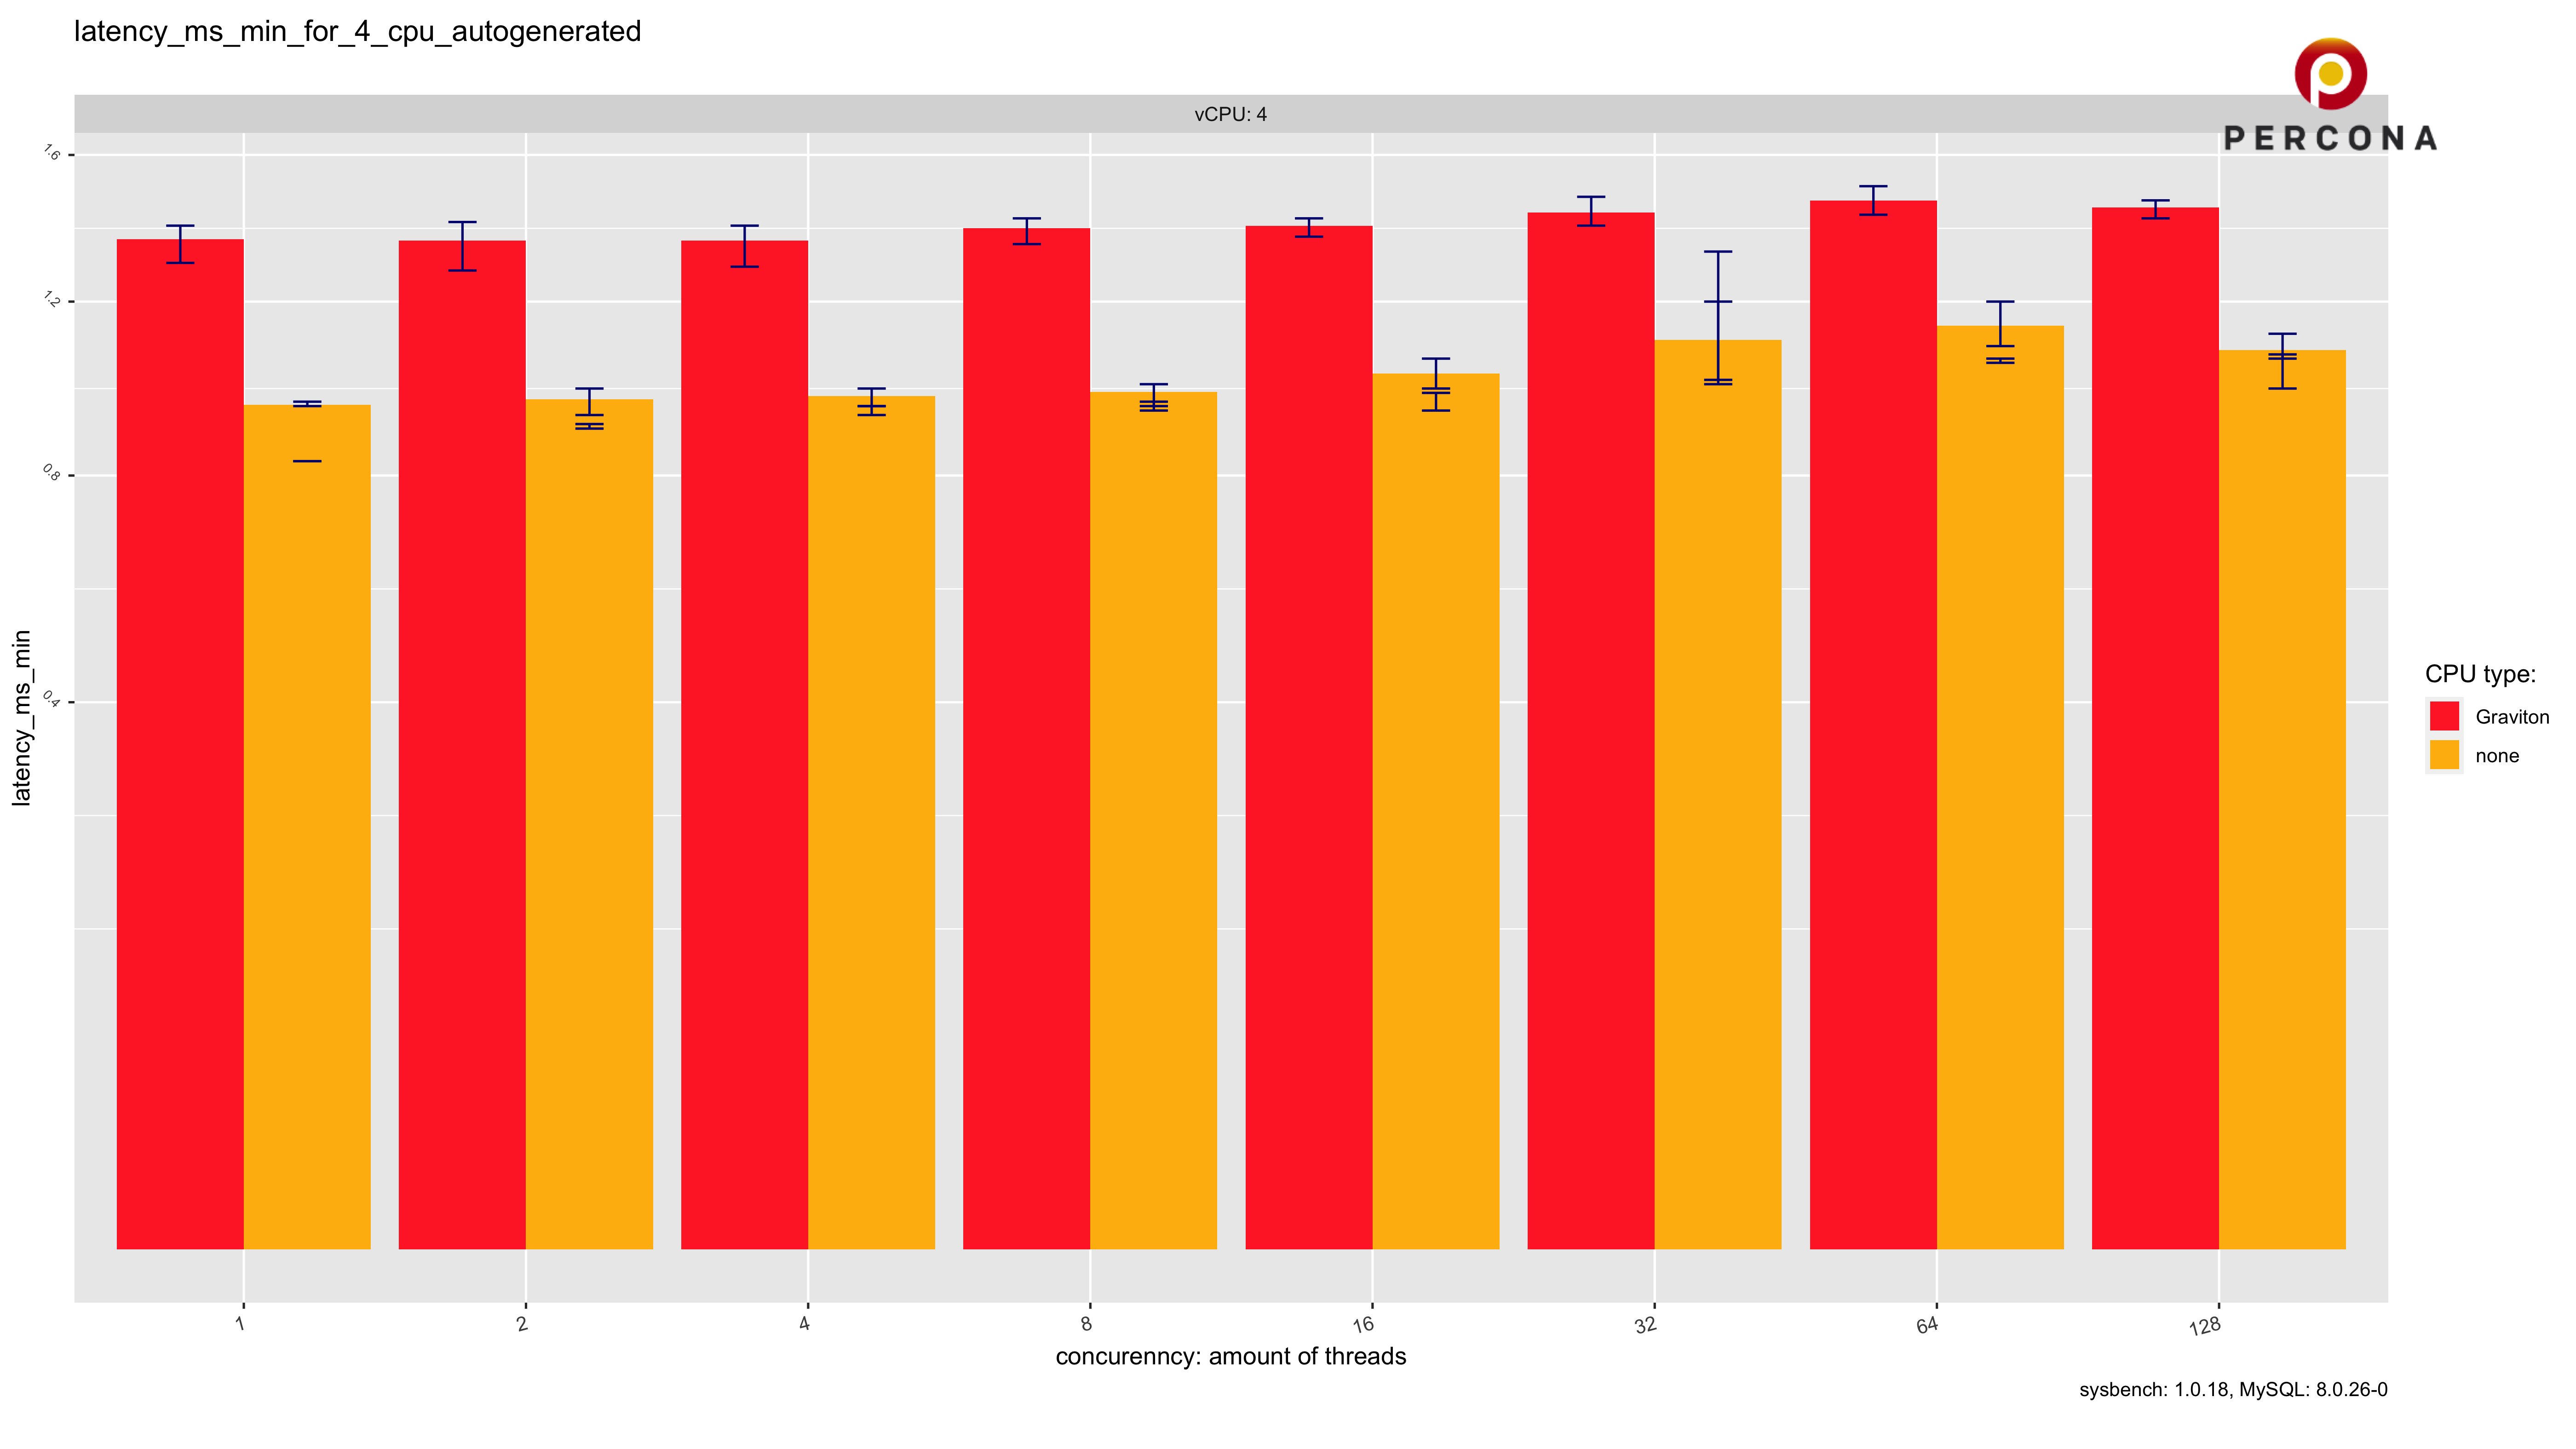 latency_ms_min_for_4_cpu_autogenerated
PERCONA
vCPU: 4
1.6
1.2
0.8
0.4
latency_ms_min
CPU type:
Graviton
none
1
2
4
8
16
32
64
128
concurenncy: amount of threads
sysbench: 1.0.18, MySQL: 8.0.26-0